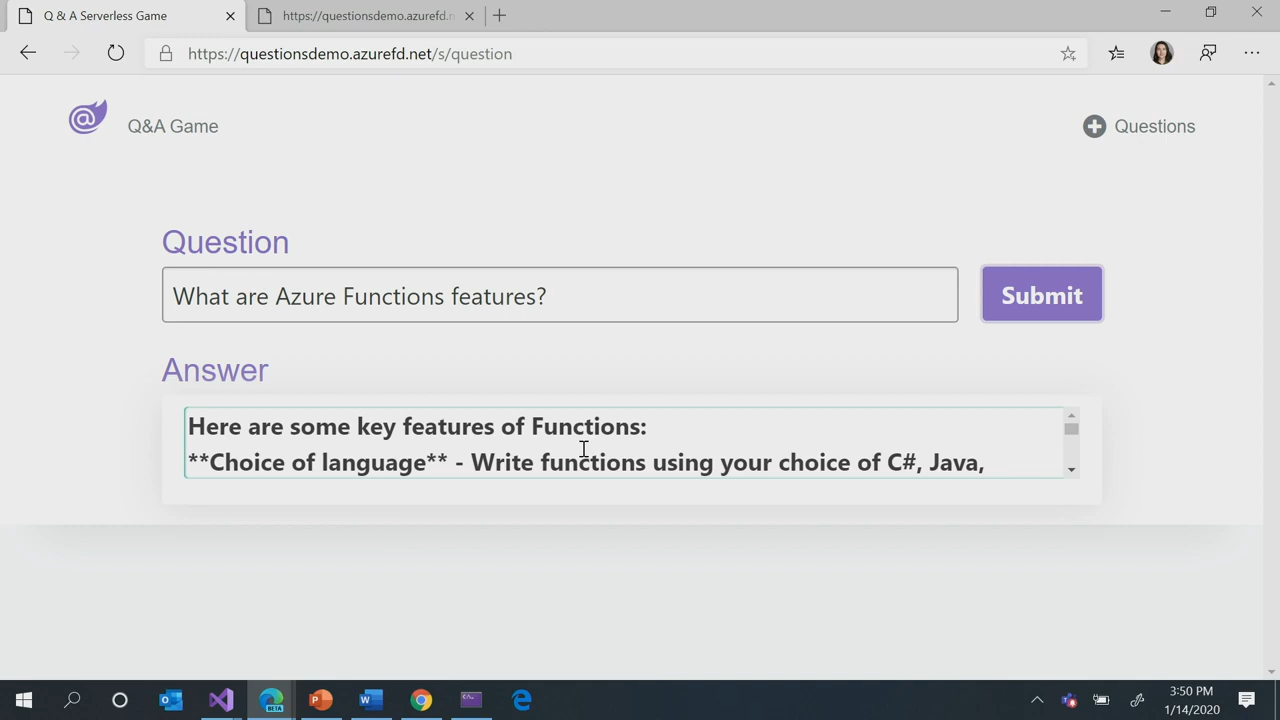 Q & A Serverless Game
https://questionsdemo.azurefd.n
https://questionsdemo.azurefd.net/s/question
Q&A Game
Questions
Question
What are Azure Functions features?
Submit
Answer
Here are some key features of Functions:
**Choice of language** - Write functions using your choice of C#, Java,
BETA
3:50 PM
1/14/2020